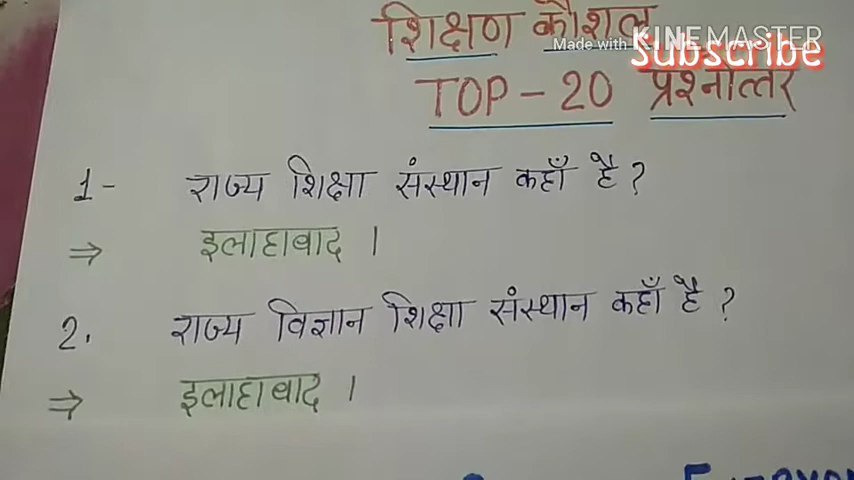 शिक्षण कौशल
Made with KINEMASTER
Subscribe
TOP - 20 प्रश्नोत्तर
1- राज्य शिक्षा संस्थान कहाँ है ?
⇒ इलाहाबाद ।
2. राज्य विज्ञान शिक्षा संस्थान कहाँ है ?
⇒ इलाहाबाद ।